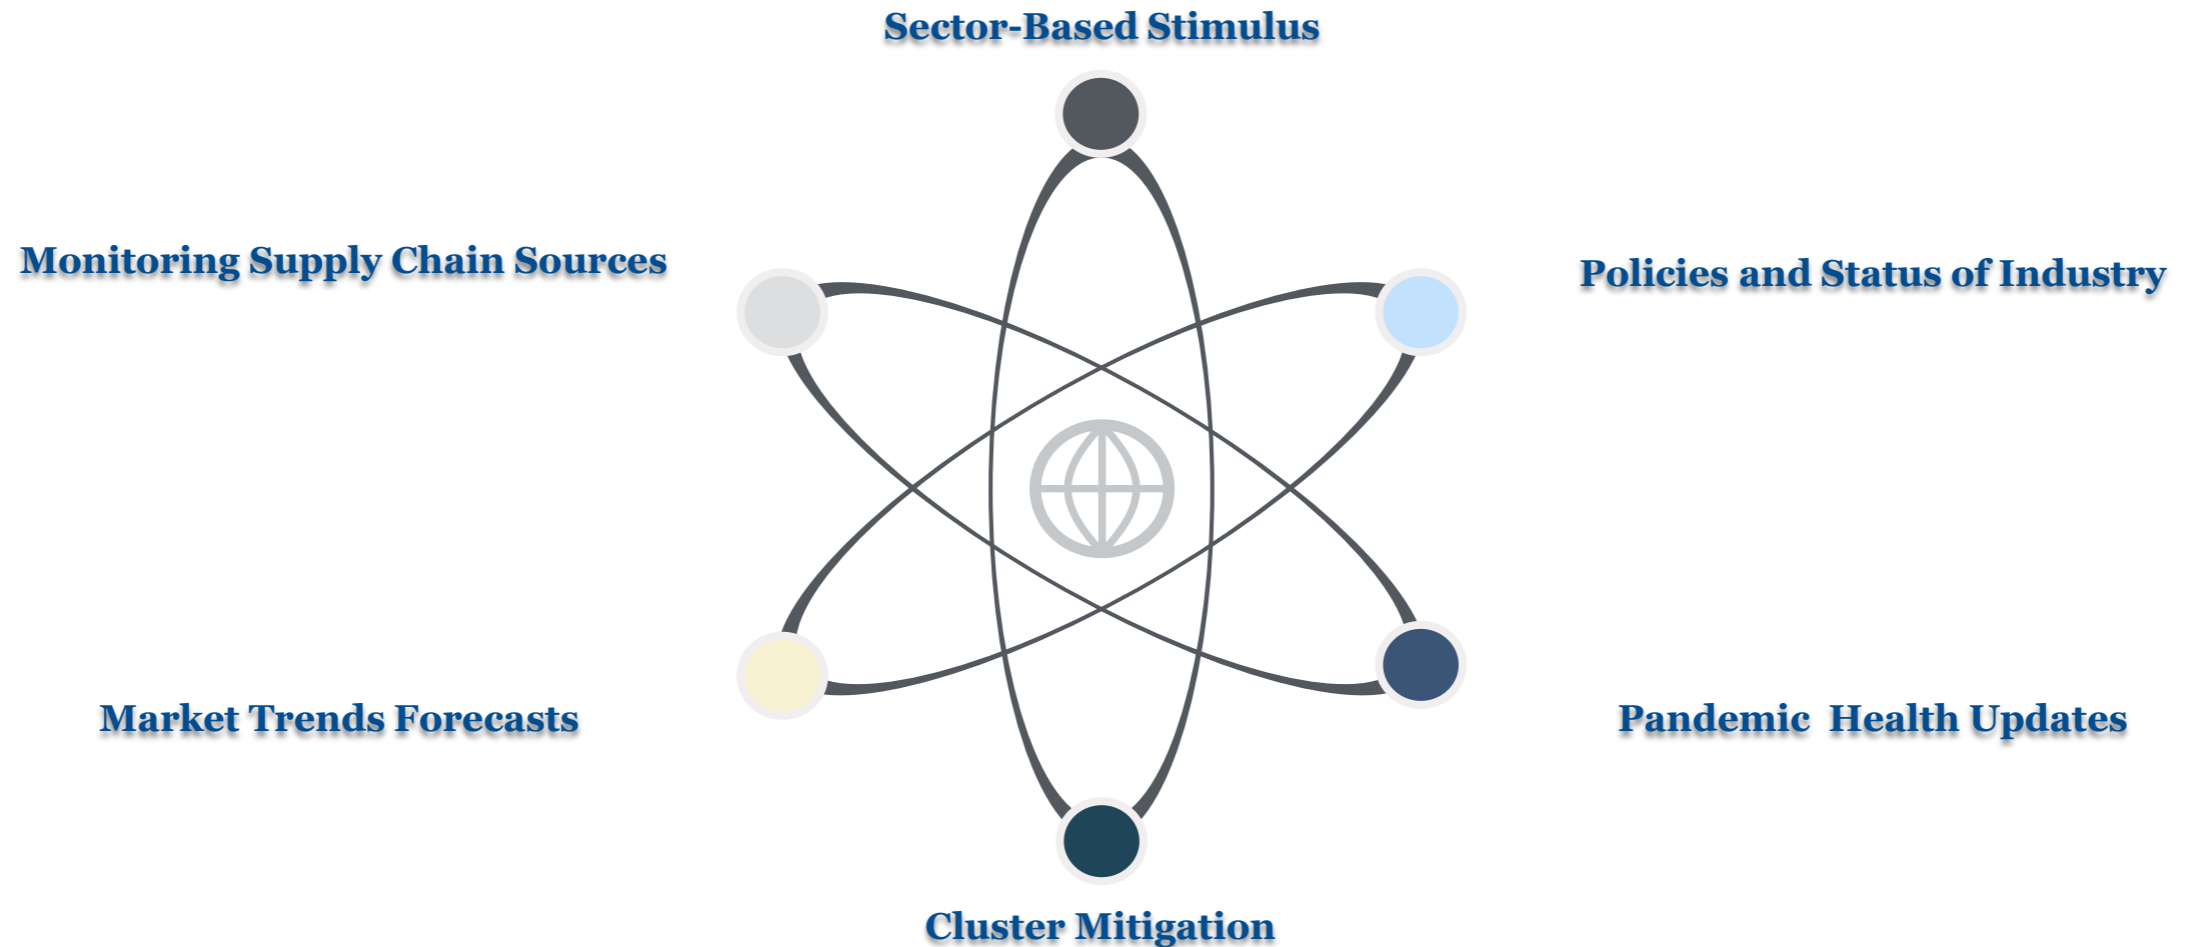 Sector-Based Stimulus
Monitoring Supply Chain Sources
Policies and Status of Industry
Market Trends Forecasts
Pandemic  Health Updates
Cluster Mitigation